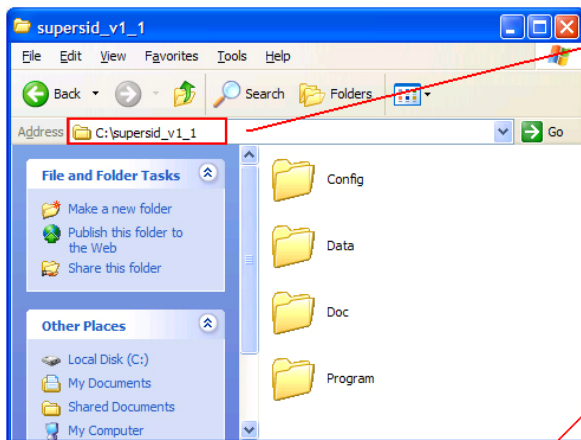 supersid_v1_1
File Edit View Favorites Tools Help
Back Search Folders
Address C:\supersid_v1_1 Go
File and Folder Tasks
Make a new folder
Publish this folder to
the Web
Share this folder
Other Places
Local Disk (C:)
My Documents
Shared Documents
My Computer
Config
Data
Doc
Program